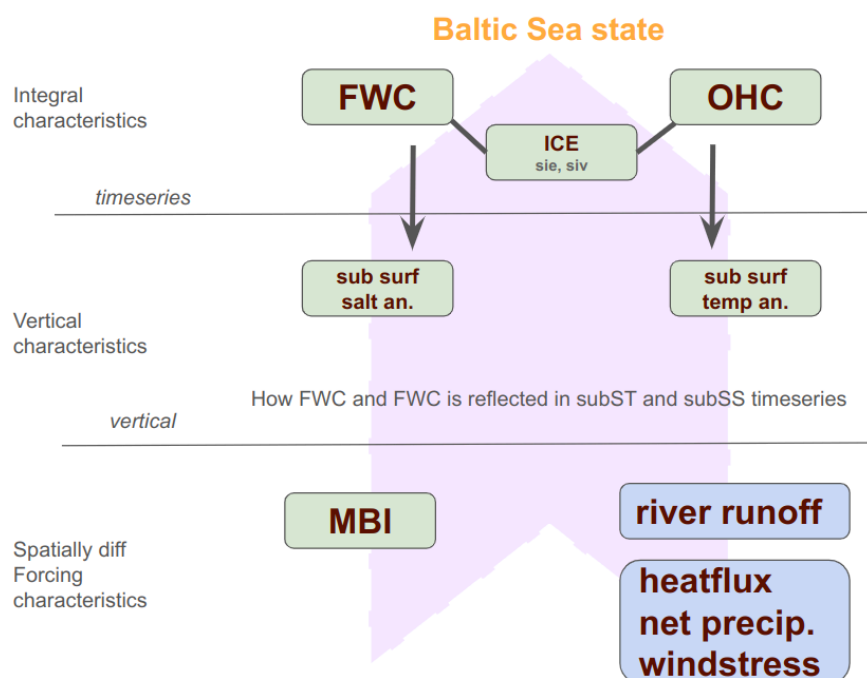 Baltic Sea state
Integral
characteristics
FWC
OHC
ICE
sie, siv
timeseries
sub surf
salt an.
sub surf
temp an.
Vertical
characteristics
How FWC and FWC is reflected in subST and subSS timeseries
vertical
MBI
river runoff
Spatially diff
Forcing
characteristics
heatflux
net precip.
windstress